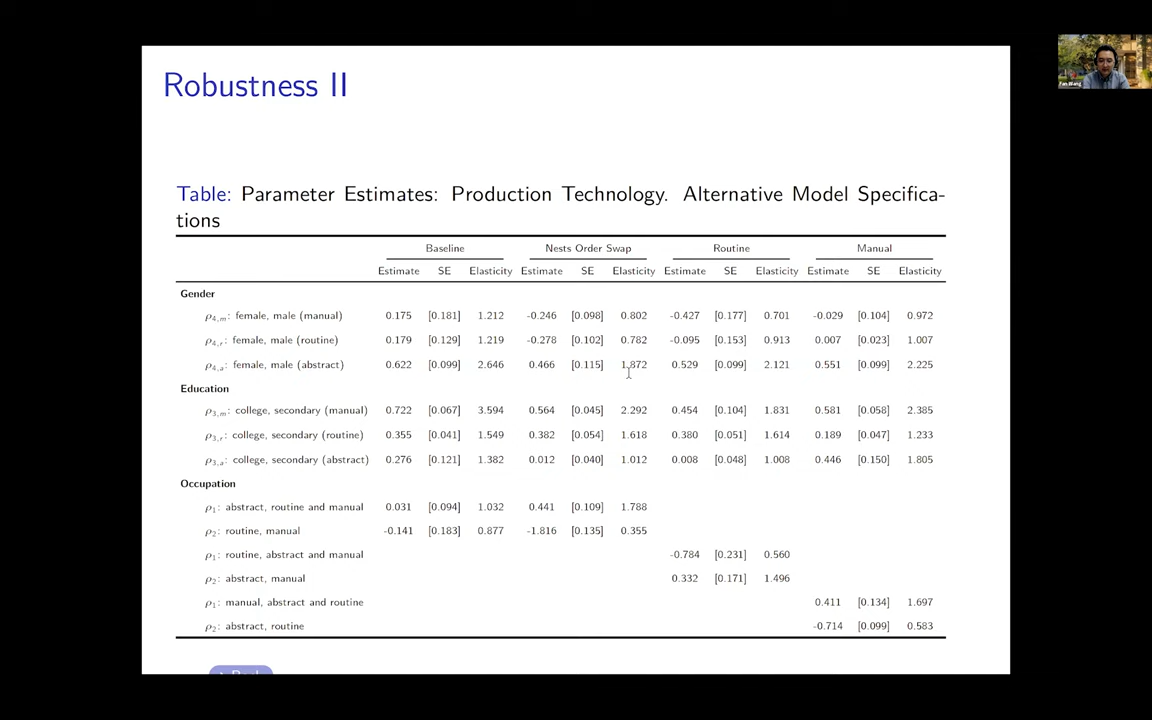 Robustness II
Fan Wang
Table: Parameter Estimates: Production Technology. Alternative Model Specifica-
tions
Baseline Nests Order Swap Routine Manual
Estimate SE Elasticity Estimate SE Elasticity Estimate SE Elasticity Estimate SE Elasticity
Gender
ρ4,m: female, male (manual) 0.175 [0.181] 1.212 -0.246 [0.098] 0.802 -0.427 [0.177] 0.701 -0.029 [0.104] 0.972
ρ4,r: female, male (routine) 0.179 [0.129] 1.219 -0.278 [0.102] 0.782 -0.095 [0.153] 0.913 0.007 [0.023] 1.007
ρ4,a: female, male (abstract) 0.622 [0.099] 2.646 0.466 [0.115] 1.872 0.529 [0.099] 2.121 0.551 [0.099] 2.225
Education
ρ3,m: college, secondary (manual) 0.722 [0.067] 3.594 0.564 [0.045] 2.292 0.454 [0.104] 1.831 0.581 [0.058] 2.385
ρ3,r: college, secondary (routine) 0.355 [0.041] 1.549 0.382 [0.054] 1.618 0.380 [0.051] 1.614 0.189 [0.047] 1.233
ρ3,a: college, secondary (abstract) 0.276 [0.121] 1.382 0.012 [0.040] 1.012 0.008 [0.048] 1.008 0.446 [0.150] 1.805
Occupation
ρ1: abstract, routine and manual 0.031 [0.094] 1.032 0.441 [0.109] 1.788
ρ2: routine, manual -0.141 [0.183] 0.877 -1.816 [0.135] 0.355
ρ1: routine, abstract and manual -0.784 [0.231] 0.560
ρ2: abstract, manual 0.332 [0.171] 1.496
ρ1: manual, abstract and routine 0.411 [0.134] 1.697
ρ2: abstract, routine -0.714 [0.099] 0.583